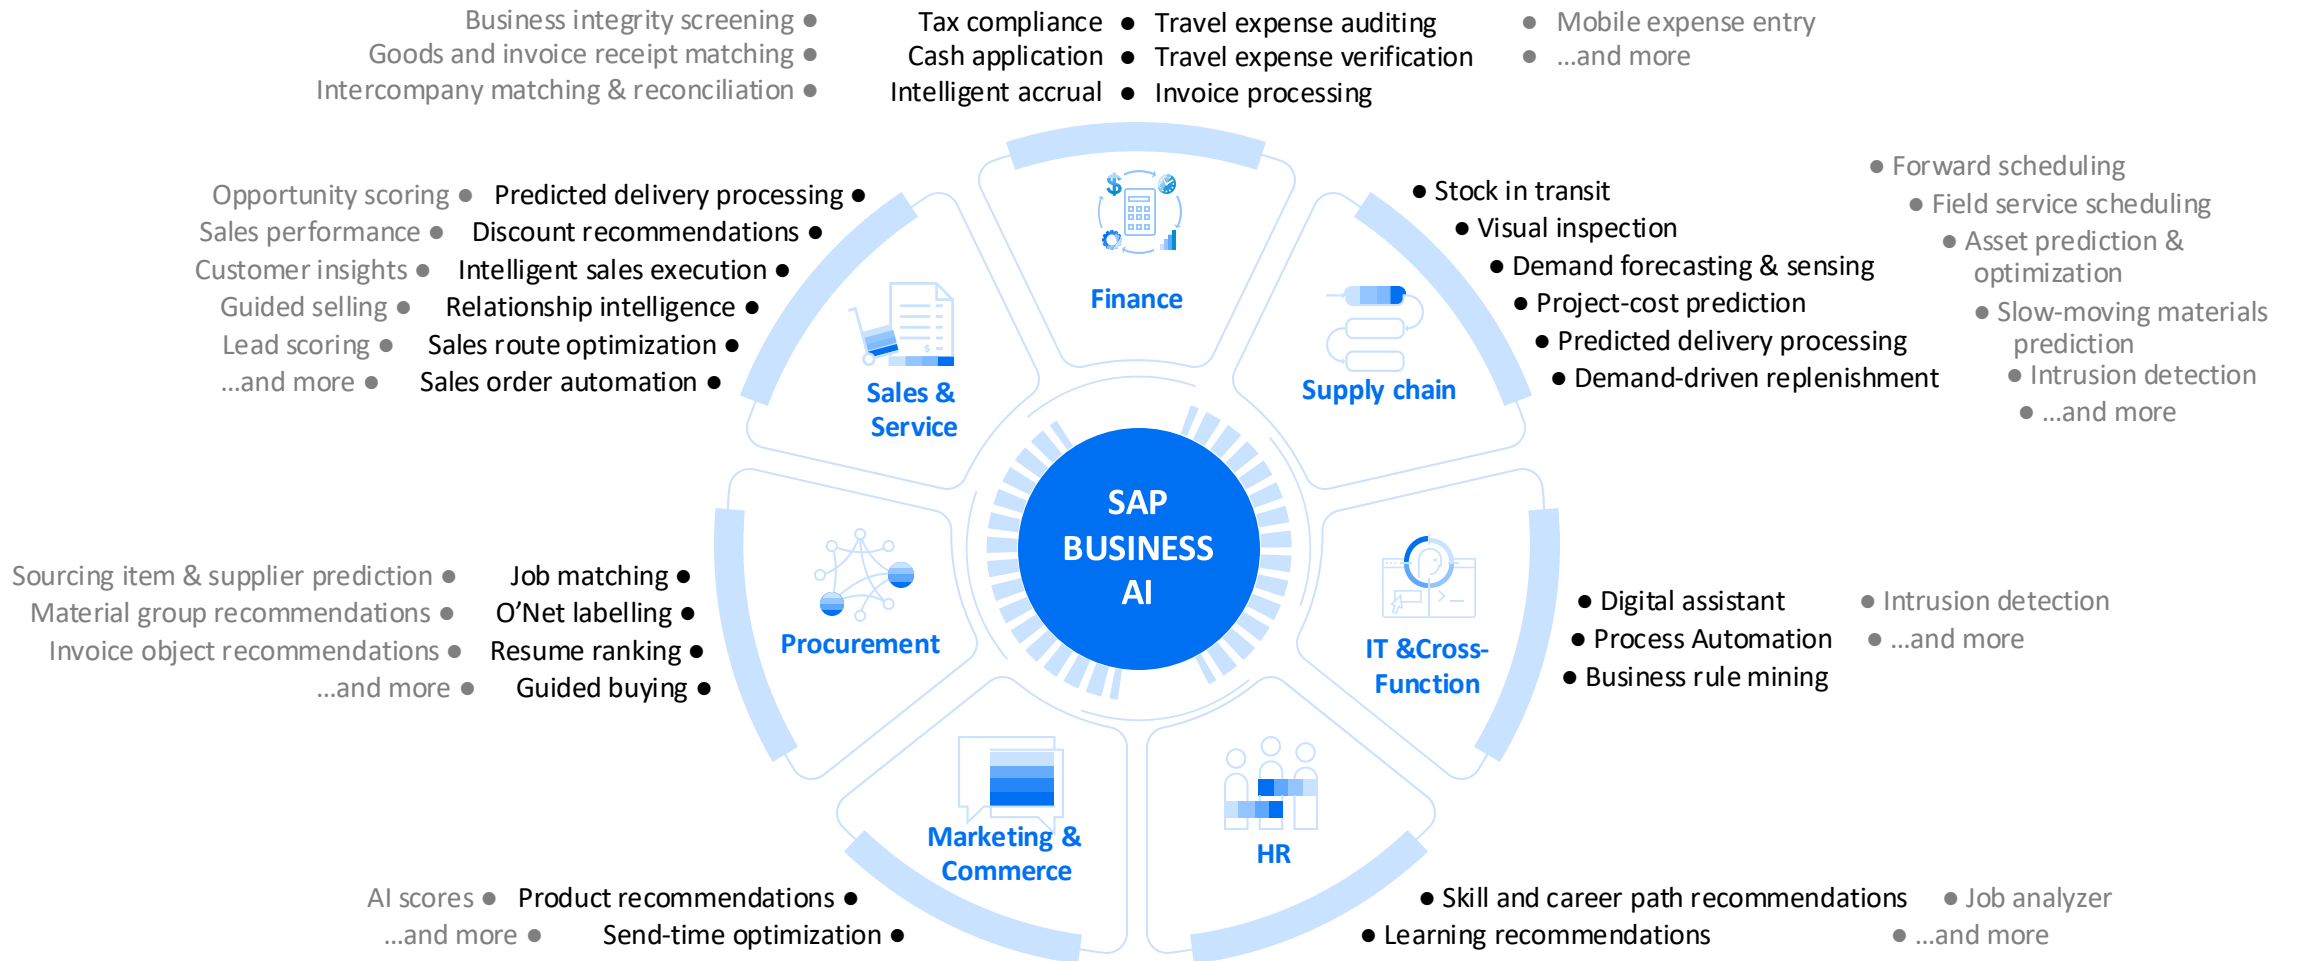 Business integrity screening ●
Goods and invoice receipt matching ●
Intercompany matching & reconciliation ●
Tax compliance ● Travel expense auditing
Cash application ● Travel expense verification
Intelligent accrual ● Invoice processing
● Mobile expense entry
● ...and more
Finance
Opportunity scoring ● Predicted delivery processing ●
Sales performance ● Discount recommendations ●
Customer insights ● Intelligent sales execution ●
Guided selling ● Relationship intelligence ●
Lead scoring ● Sales route optimization ●
...and more ● Sales order automation ●
Sales &
Service
● Stock in transit
● Visual inspection
● Demand forecasting & sensing
● Project-cost prediction
● Predicted delivery processing
● Demand-driven replenishment
● Forward scheduling
● Field service scheduling
● Asset prediction &
optimization
● Slow-moving materials
prediction
● Intrusion detection
● ...and more
Supply chain
SAP
BUSINESS
AI
Sourcing item & supplier prediction ● Job matching ●
Material group recommendations ● O’Net labelling ●
Invoice object recommendations ● Resume ranking ●
...and more ● Guided buying ●
Procurement
IT &Cross-
Function
● Digital assistant ● Intrusion detection
● Process Automation ● ...and more
● Business rule mining
Marketing &
Commerce
HR
AI scores ● Product recommendations ●
...and more ● Send-time optimization ●
● Skill and career path recommendations ● Job analyzer
● Learning recommendations ● ...and more